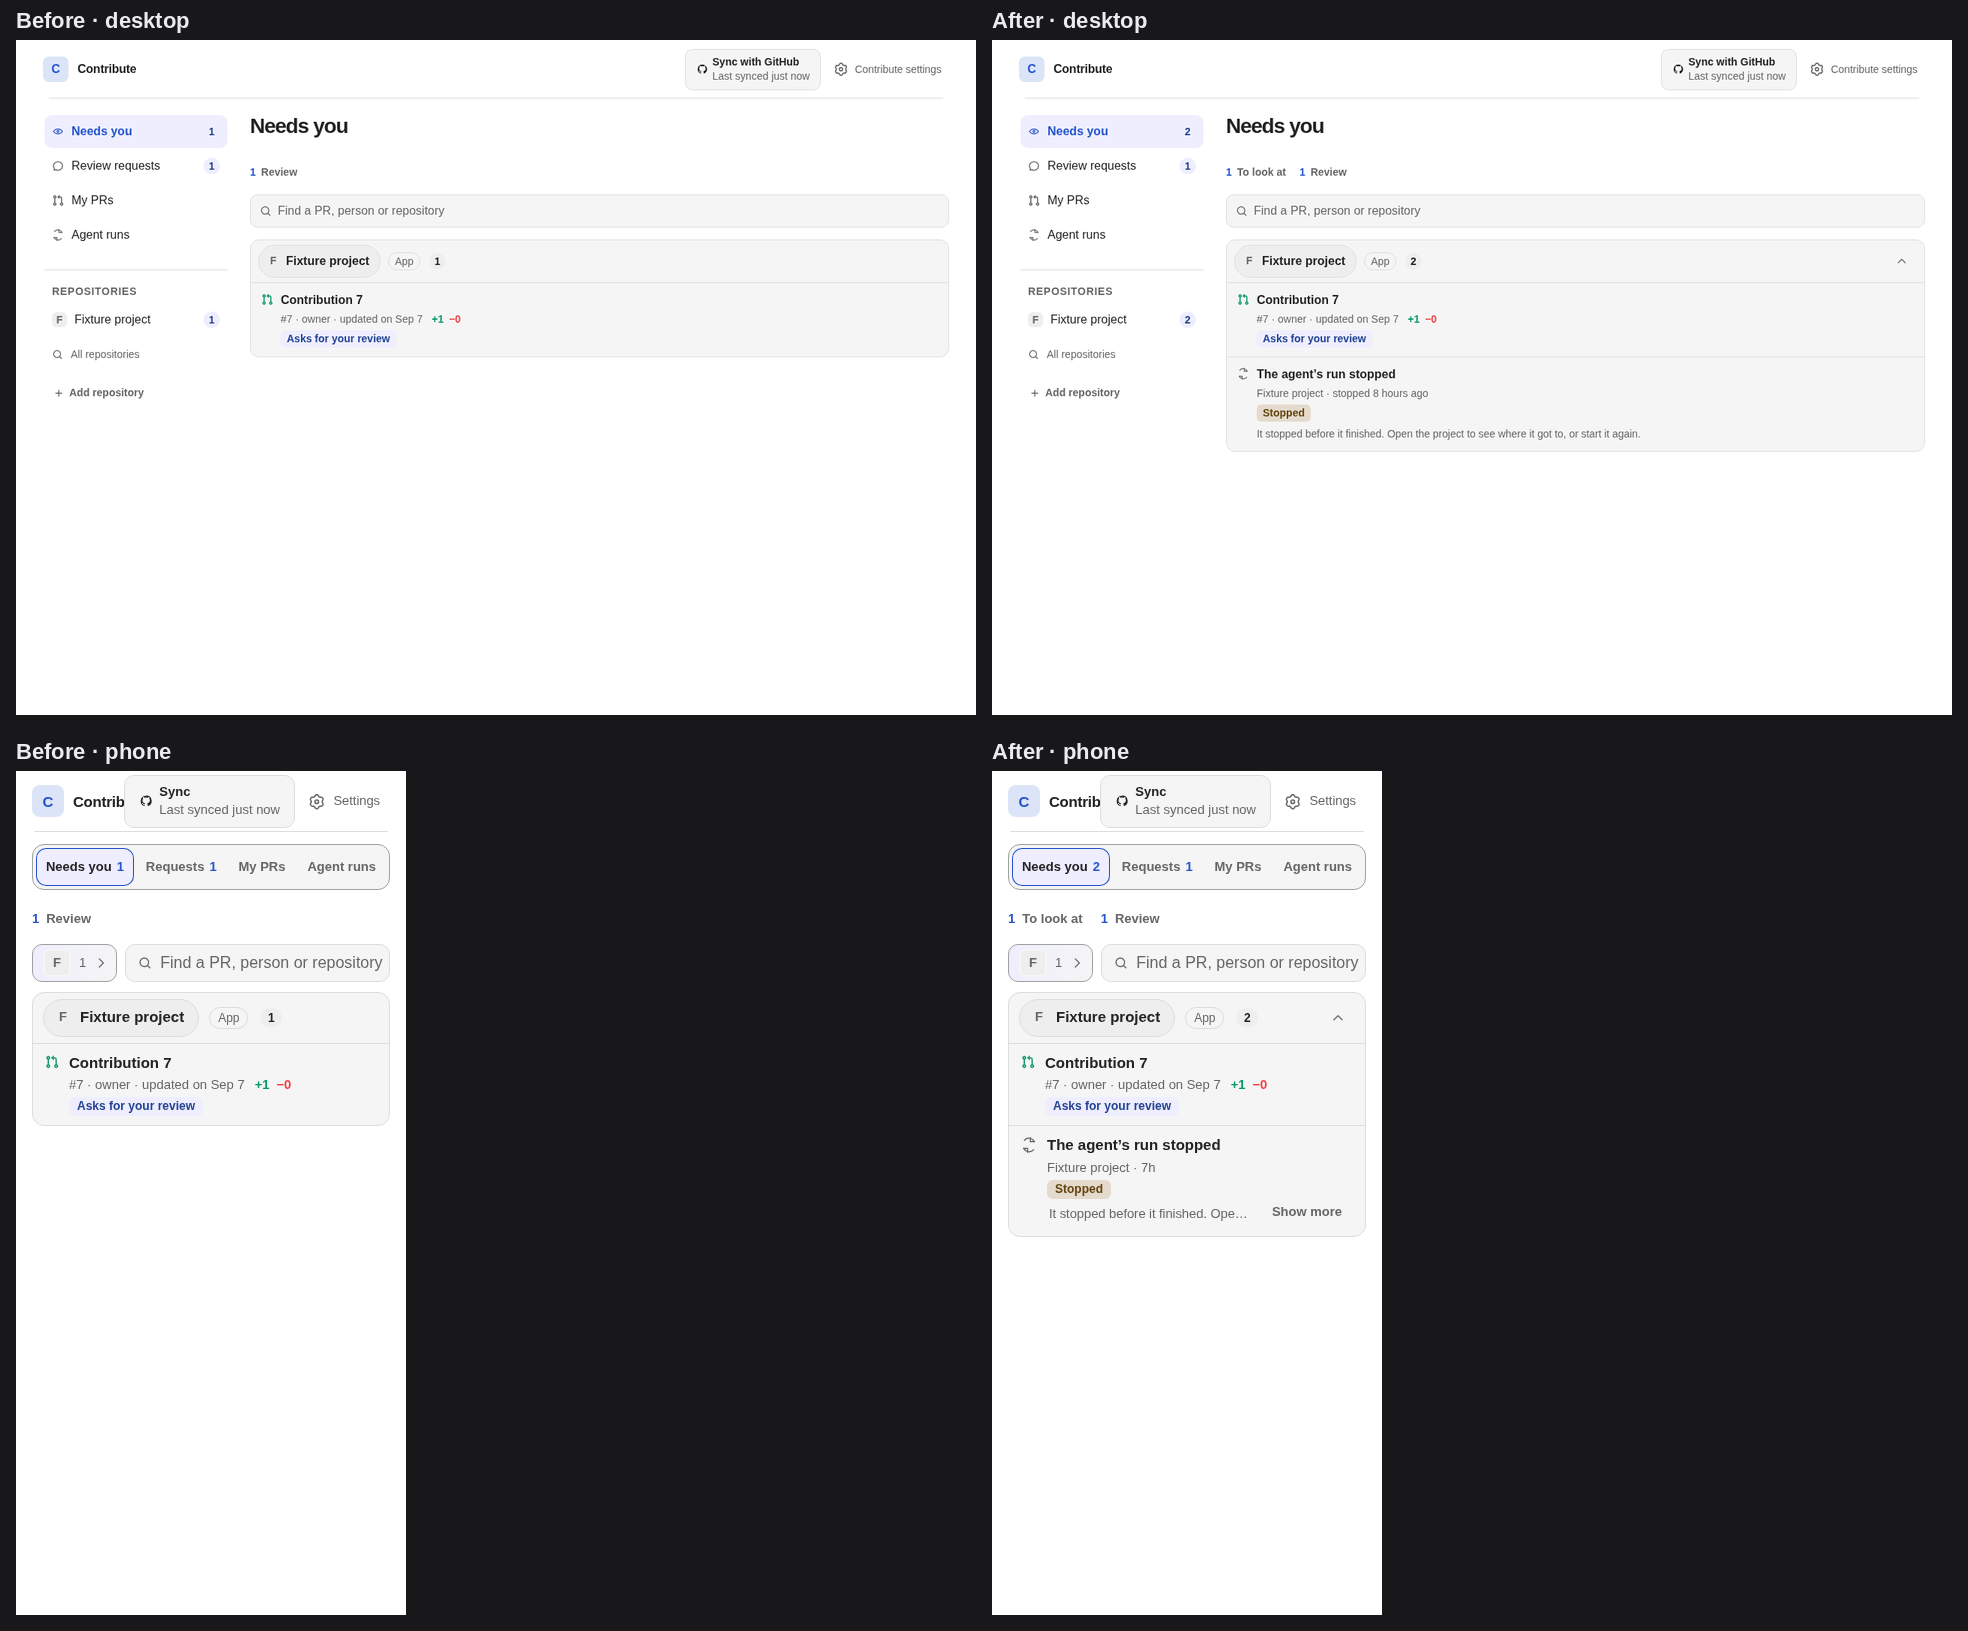 Before · desktop
C Contribute
Sync with GitHub
Last synced just now
Contribute settings
Needs you 1
Review requests 1
My PRs
Agent runs
REPOSITORIES
F Fixture project 1
All repositories
+ Add repository
Needs you
1 Review
Find a PR, person or repository
F Fixture project App 1
Contribution 7
#7 · owner · updated on Sep 7 +1 −0
Asks for your review
After · desktop
C Contribute
Sync with GitHub
Last synced just now
Contribute settings
Needs you 2
Review requests 1
My PRs
Agent runs
REPOSITORIES
F Fixture project 2
All repositories
+ Add repository
Needs you
1 To look at 1 Review
Find a PR, person or repository
F Fixture project App 2
Contribution 7
#7 · owner · updated on Sep 7 +1 −0
Asks for your review
The agent’s run stopped
Fixture project · stopped 8 hours ago
Stopped
It stopped before it finished. Open the project to see where it got to, or start it again.
Before · phone
C Contrib
Sync
Last synced just now
Settings
Needs you 1 Requests 1 My PRs Agent runs
1 Review
F 1 Find a PR, person or repository
F Fixture project App 1
Contribution 7
#7 · owner · updated on Sep 7 +1 −0
Asks for your review
After · phone
C Contrib
Sync
Last synced just now
Settings
Needs you 2 Requests 1 My PRs Agent runs
1 To look at 1 Review
F 1 Find a PR, person or repository
F Fixture project App 2
Contribution 7
#7 · owner · updated on Sep 7 +1 −0
Asks for your review
The agent’s run stopped
Fixture project · 7h
Stopped
It stopped before it finished. Ope… Show more